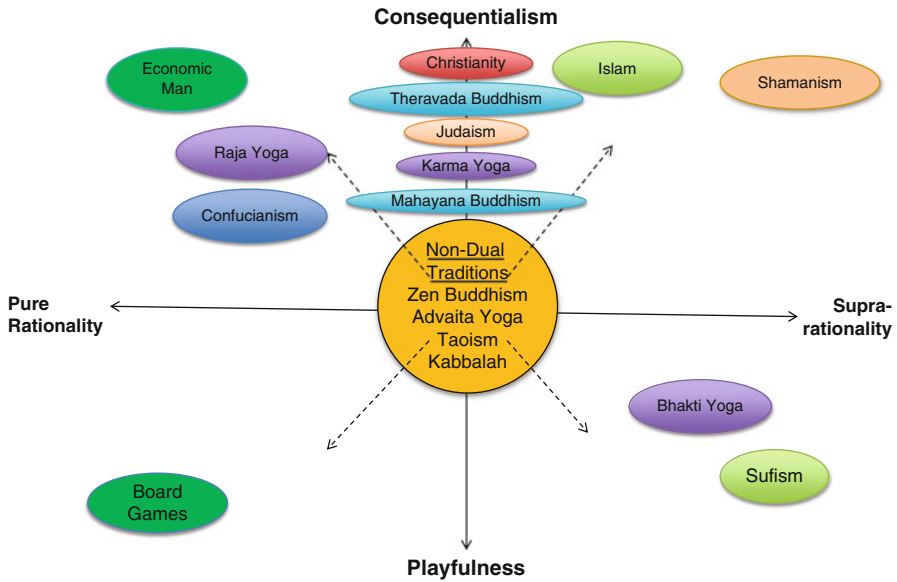 Consequentialism
Economic
Man
Christianity
Islam
Shamanism
Theravada Buddhism
Judaism
Raja Yoga
Karma Yoga
Confucianism
Mahayana Buddhism
Non-Dual
Traditions
Zen Buddhism
Advaita Yoga
Taoism
Kabbalah
Pure
Rationality
Supra-
rationality
Bhakti Yoga
Sufism
Board
Games
Playfulness